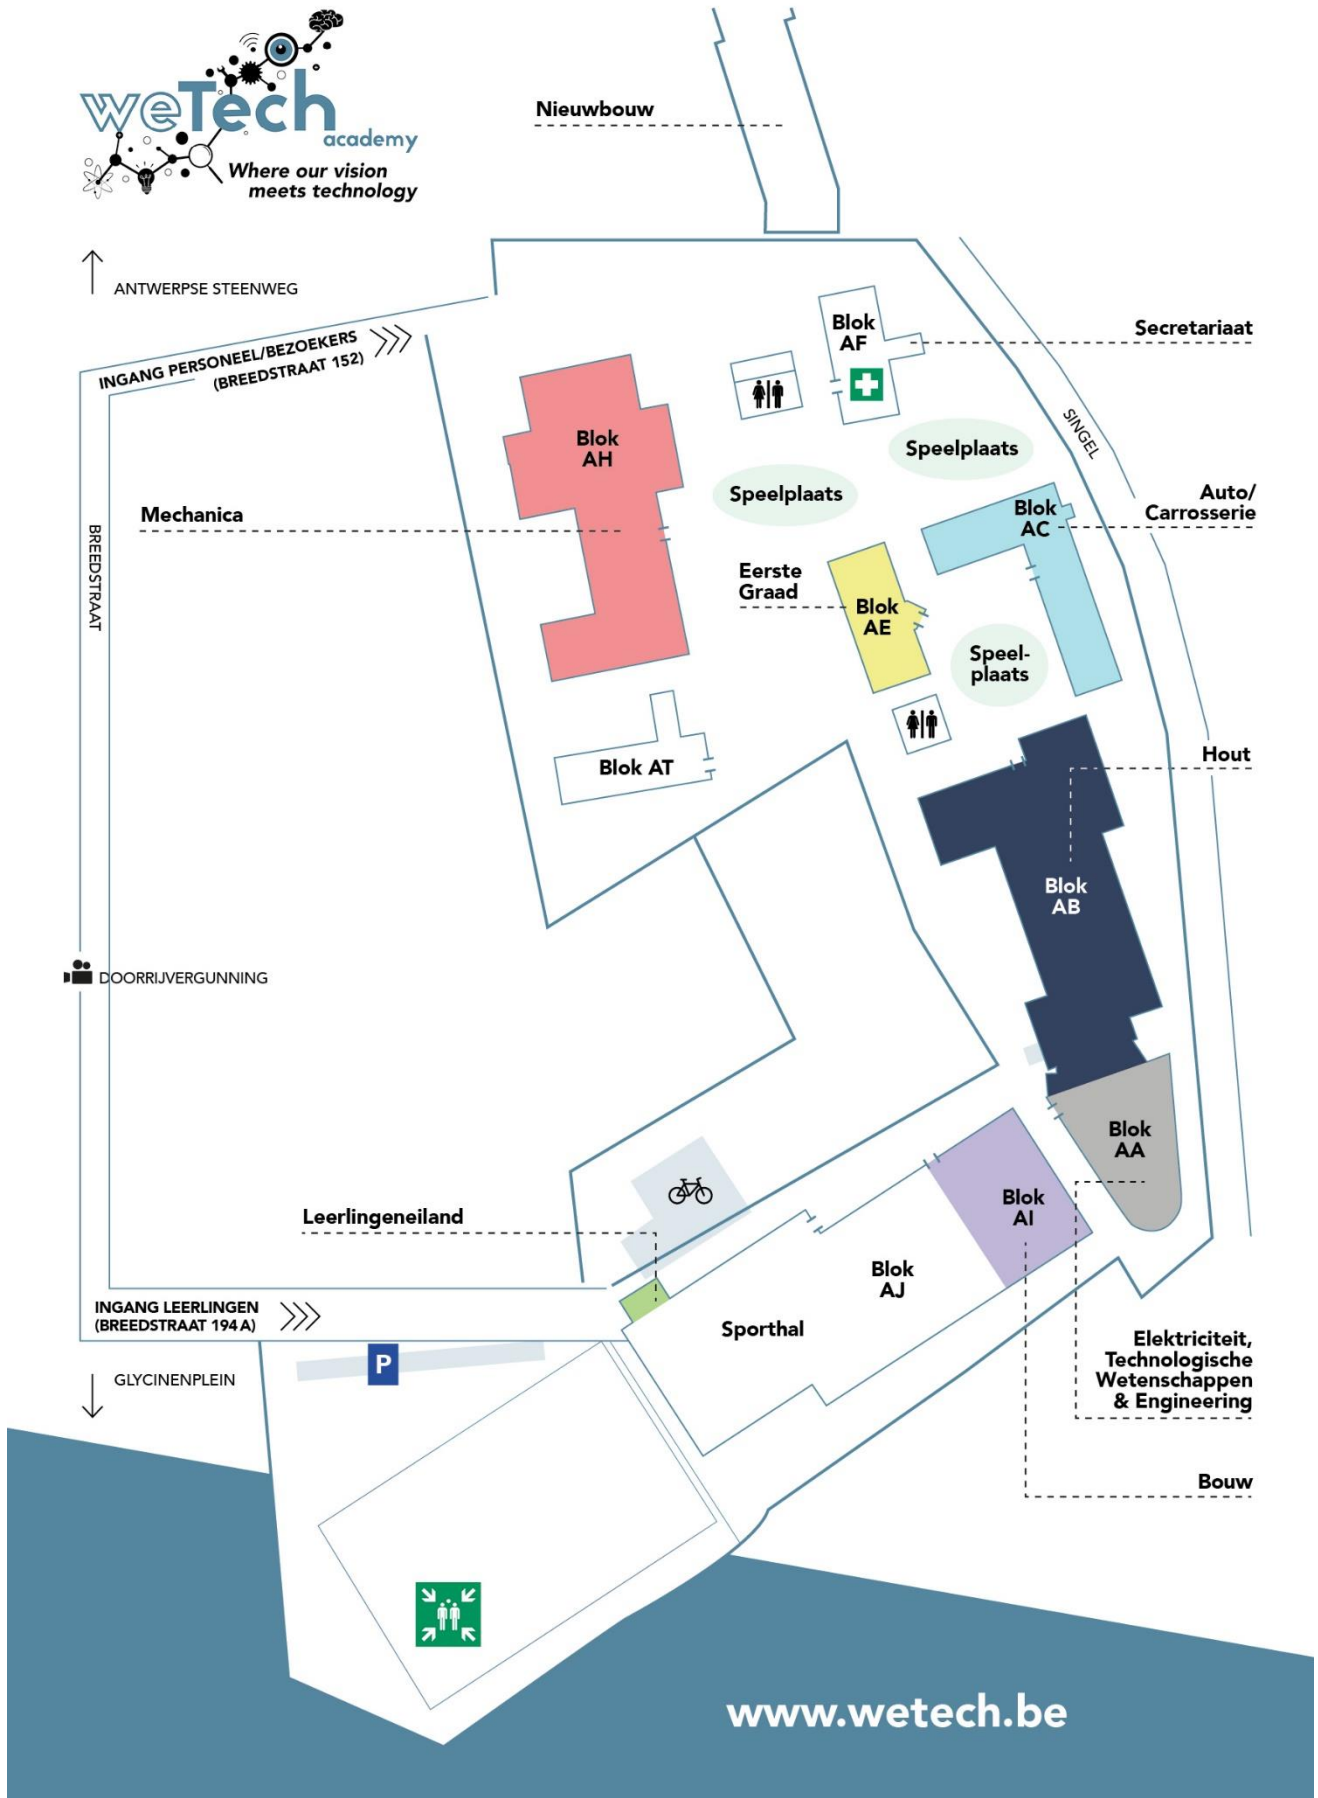 weTech
academy
Where our vision
meets technology
Nieuwbouw
ANTWERPSE STEENWEG
INGANG PERSONEEL/BEZOEKERS
(BREEDSTRAAT 152)
Blok
AF
Secretariaat
SINGEL
Blok
AH
Speelplaats
Speelplaats
Mechanica
Auto/
Carrosserie
Blok
AC
BREEDSTRAAT
Eerste
Graad
Blok
AE
Speel-
plaats
Blok AT
Hout
Blok
AB
DOORRIJVERGUNNING
Blok
AA
Leerlingeneiland
Blok
AI
Blok
AJ
INGANG LEERLINGEN
(BREEDSTRAAT 194A)
Sporthal
P
GLYCINENPLEIN
Elektriciteit,
Technologische
Wetenschappen
& Engineering
Bouw
www.wetech.be